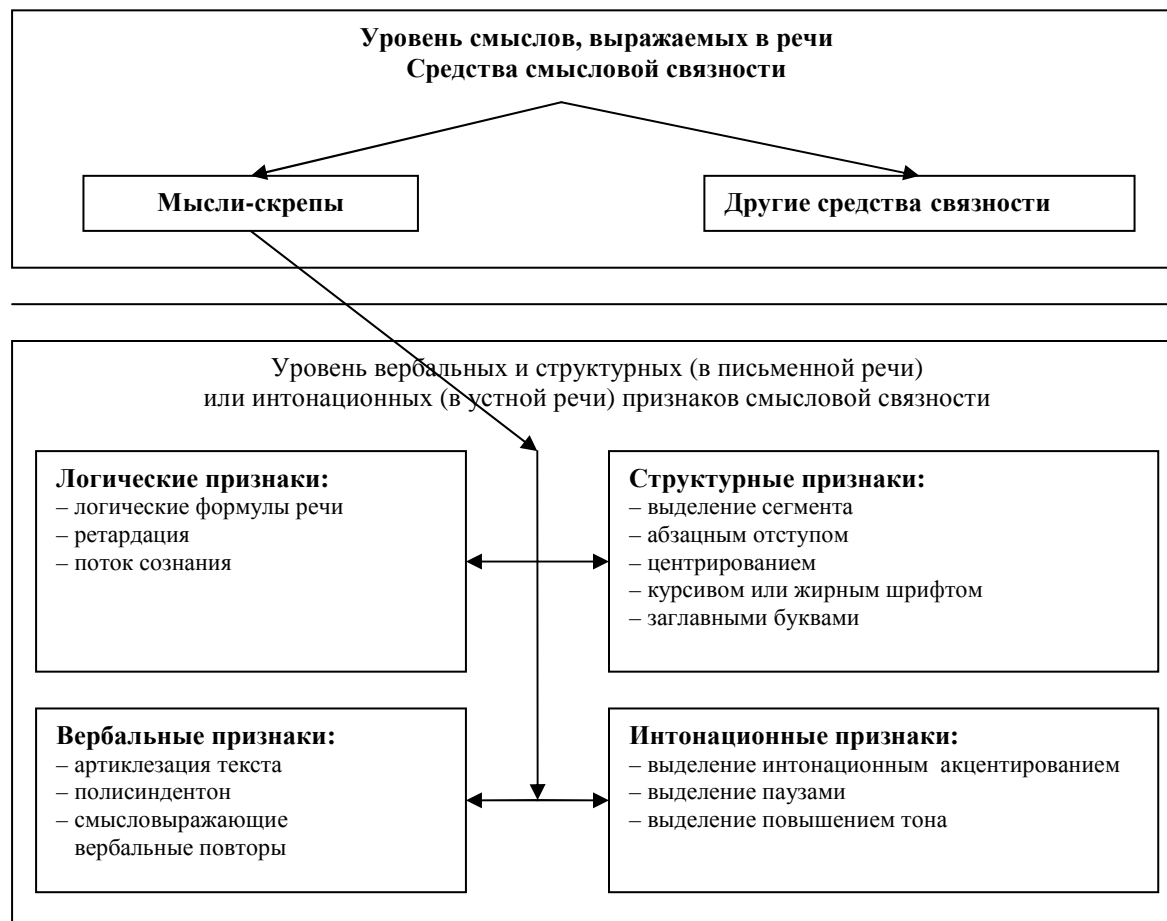 Уровень смыслов, выражаемых в речи
Средства смысловой связности
Мысли-скрепы
Другие средства связности
Уровень вербальных и структурных (в письменной речи)
или интонационных (в устной речи) признаков смысловой связности
Логические признаки:
– логические формулы речи
– ретардация
– поток сознания
Структурные признаки:
– выделение сегмента
– абзацным отступом
– центрированием
– курсивом или жирным шрифтом
– заглавными буквами
Вербальные признаки:
– артиклезация текста
– полисиндентон
– смысловыражающие
вербальные повторы
Интонационные признаки:
– выделение интонационным акцентированием
– выделение паузами
– выделение повышением тона